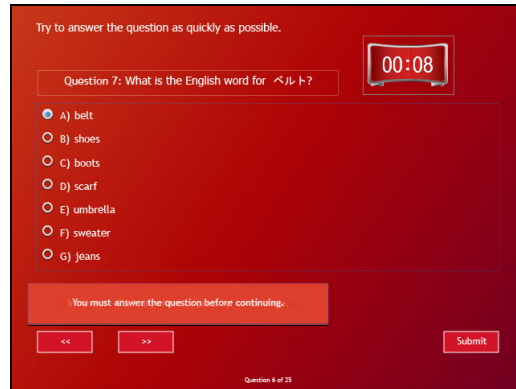 Try to answer the question as quickly as possible.
00:08
Question 7: What is the English word for ベルト?
A) belt
B) shoes
C) boots
D) scarf
E) umbrella
F) sweater
G) jeans
You must answer the question before continuing.
<<
>>
Submit
Question 6 of 25